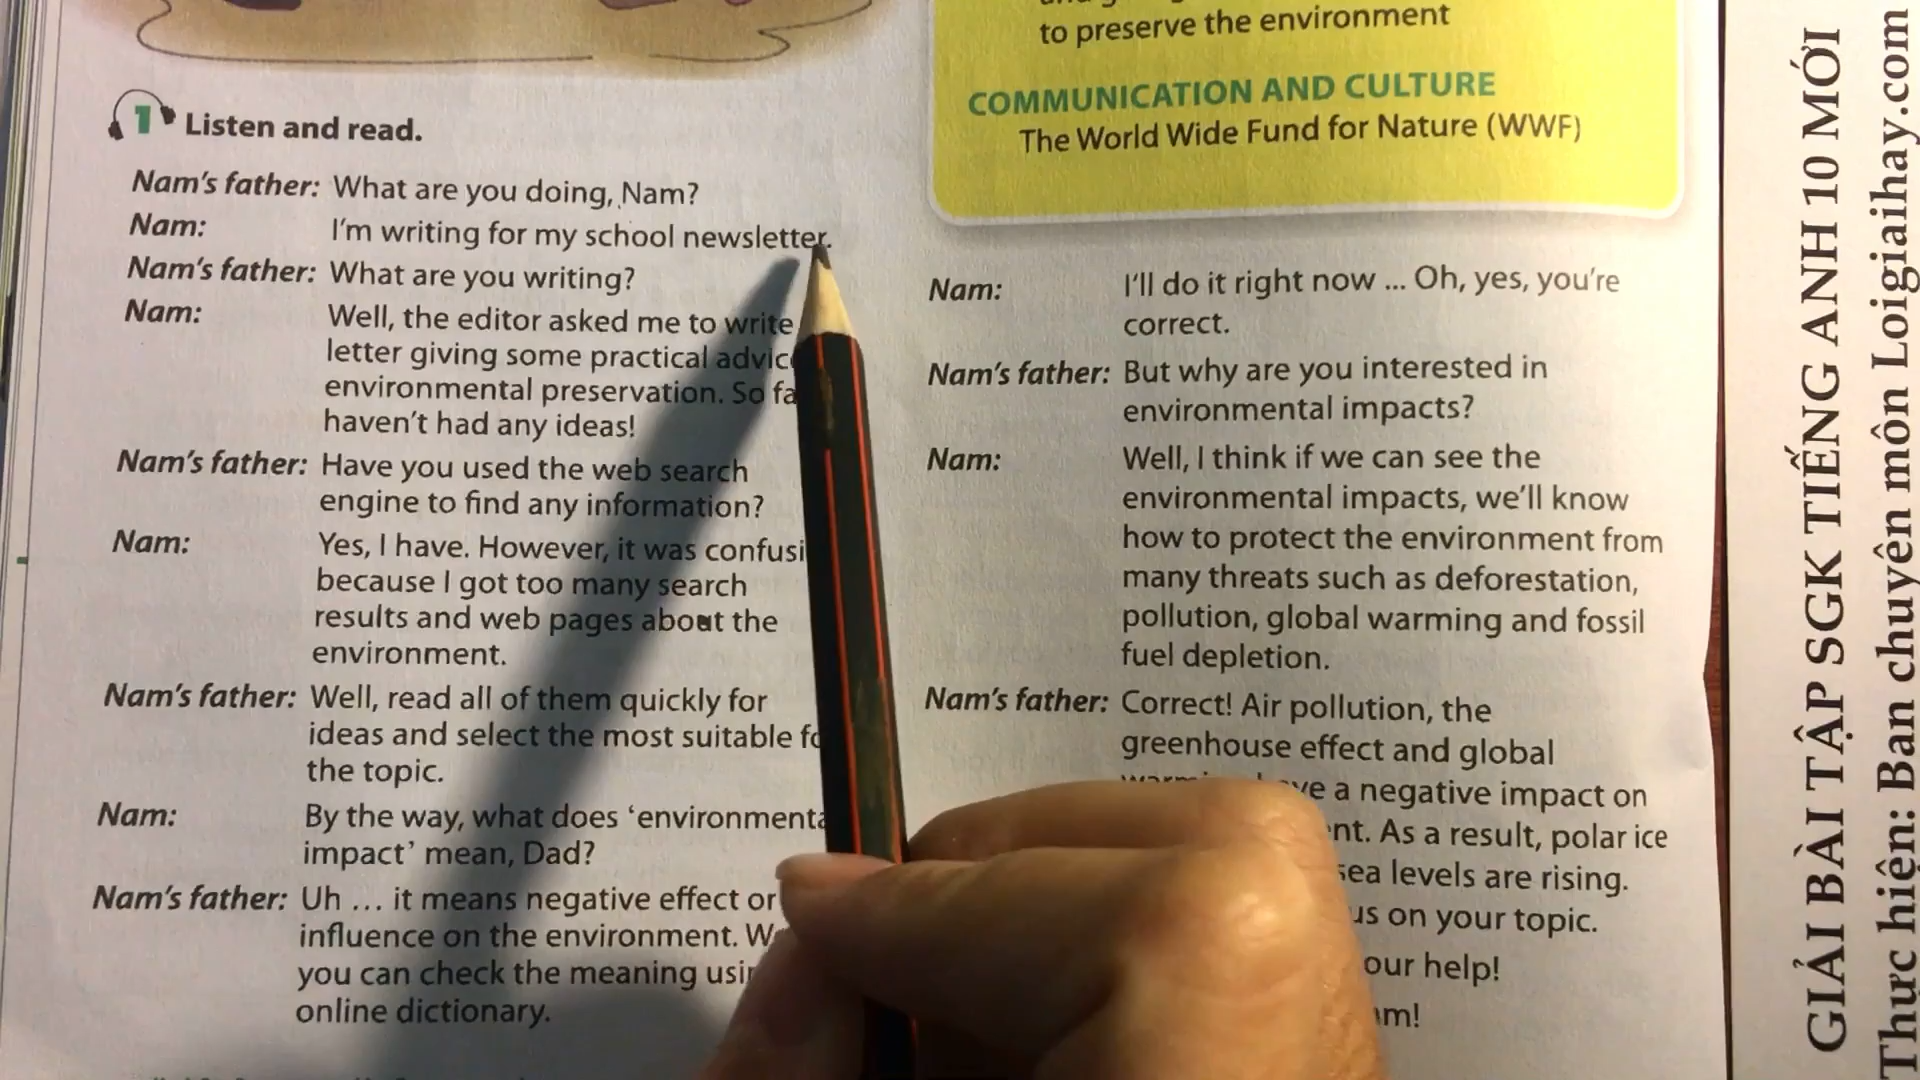 to preserve the environment
COMMUNICATION AND CULTURE
The World Wide Fund for Nature (WWF)
1 Listen and read.
Nam's father: What are you doing, Nam?
Nam: I'm writing for my school newsletter.
Nam's father: What are you writing?
Nam: Well, the editor asked me to write
letter giving some practical
environmental preservation. So
haven't had any ideas!
Nam's father: Have you used the web search
engine to find any information?
Nam: Yes, I have. However, it was
because I got too many search
results and web pages about the
environment.
Nam's father: Well, read all of them quickly for
ideas and select the most suitable
the topic.
Nam: By the way, what does
impact' mean, Dad?
Nam's father: Uh ... it means negative effect or
influence on the environment.
you can check the meaning
online dictionary.
Nam: I'll do it right now ... Oh, yes, you're
correct.
Nam's father: But why are you interested in
environmental impacts?
Nam: Well, I think if we can see the
environmental impacts, we'll know
how to protect the environment from
many threats such as deforestation,
pollution, global warming and fossil
fuel depletion.
Nam's father: Correct! Air pollution, the
greenhouse effect and global
a negative impact on
As a result, polar ice
sea levels are rising.
us on your topic.
our help!
GIẢI BÀI TẬP SGK TIẾNG ANH 10 MỚI
Thực hiện: Ban chuyên môn Loigiaihay.com